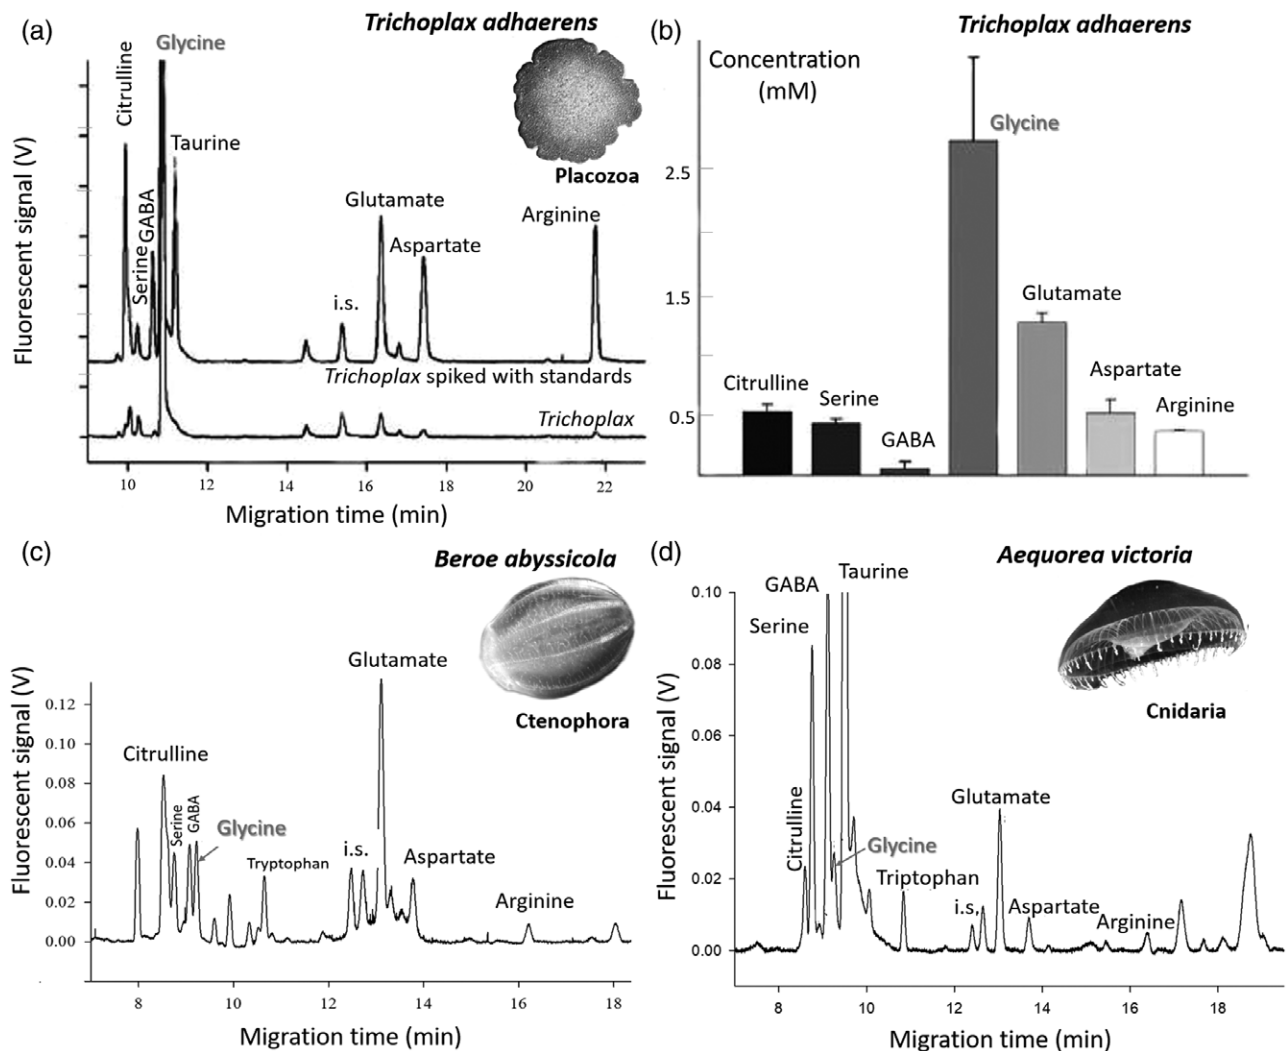 (a)
Trichoplax adhaerens
Glycine
Citrulline
Serine
GABA
Taurine
Placozoa
Glutamate
Aspartate
Arginine
i.s.
Trichoplax spiked with standards
Trichoplax
Fluorescent signal (V)
10 12 14 16 18 20 22
Migration time (min)
(b)
Trichoplax adhaerens
Concentration
(mM)
Glycine
2.5
1.5
0.5
Citrulline
Serine
GABA
Glutamate
Aspartate
Arginine
(c)
Beroe abyssicola
Ctenophora
Glutamate
Citrulline
Serine
GABA
Glycine
Tryptophan
i.s.
Aspartate
Arginine
Fluorescent signal (V)
0.12
0.10
0.08
0.06
0.04
0.02
0.00
8 10 12 14 16 18
Migration time (min)
(d)
Aequorea victoria
Taurine
GABA
Serine
Cnidaria
Citrulline
Glycine
Glutamate
Triptophan
i.s,
Aspartate
Arginine
Fluorescent signal (V)
0.10
0.08
0.06
0.04
0.02
0.00
8 10 12 14 16 18
Migration time (min)